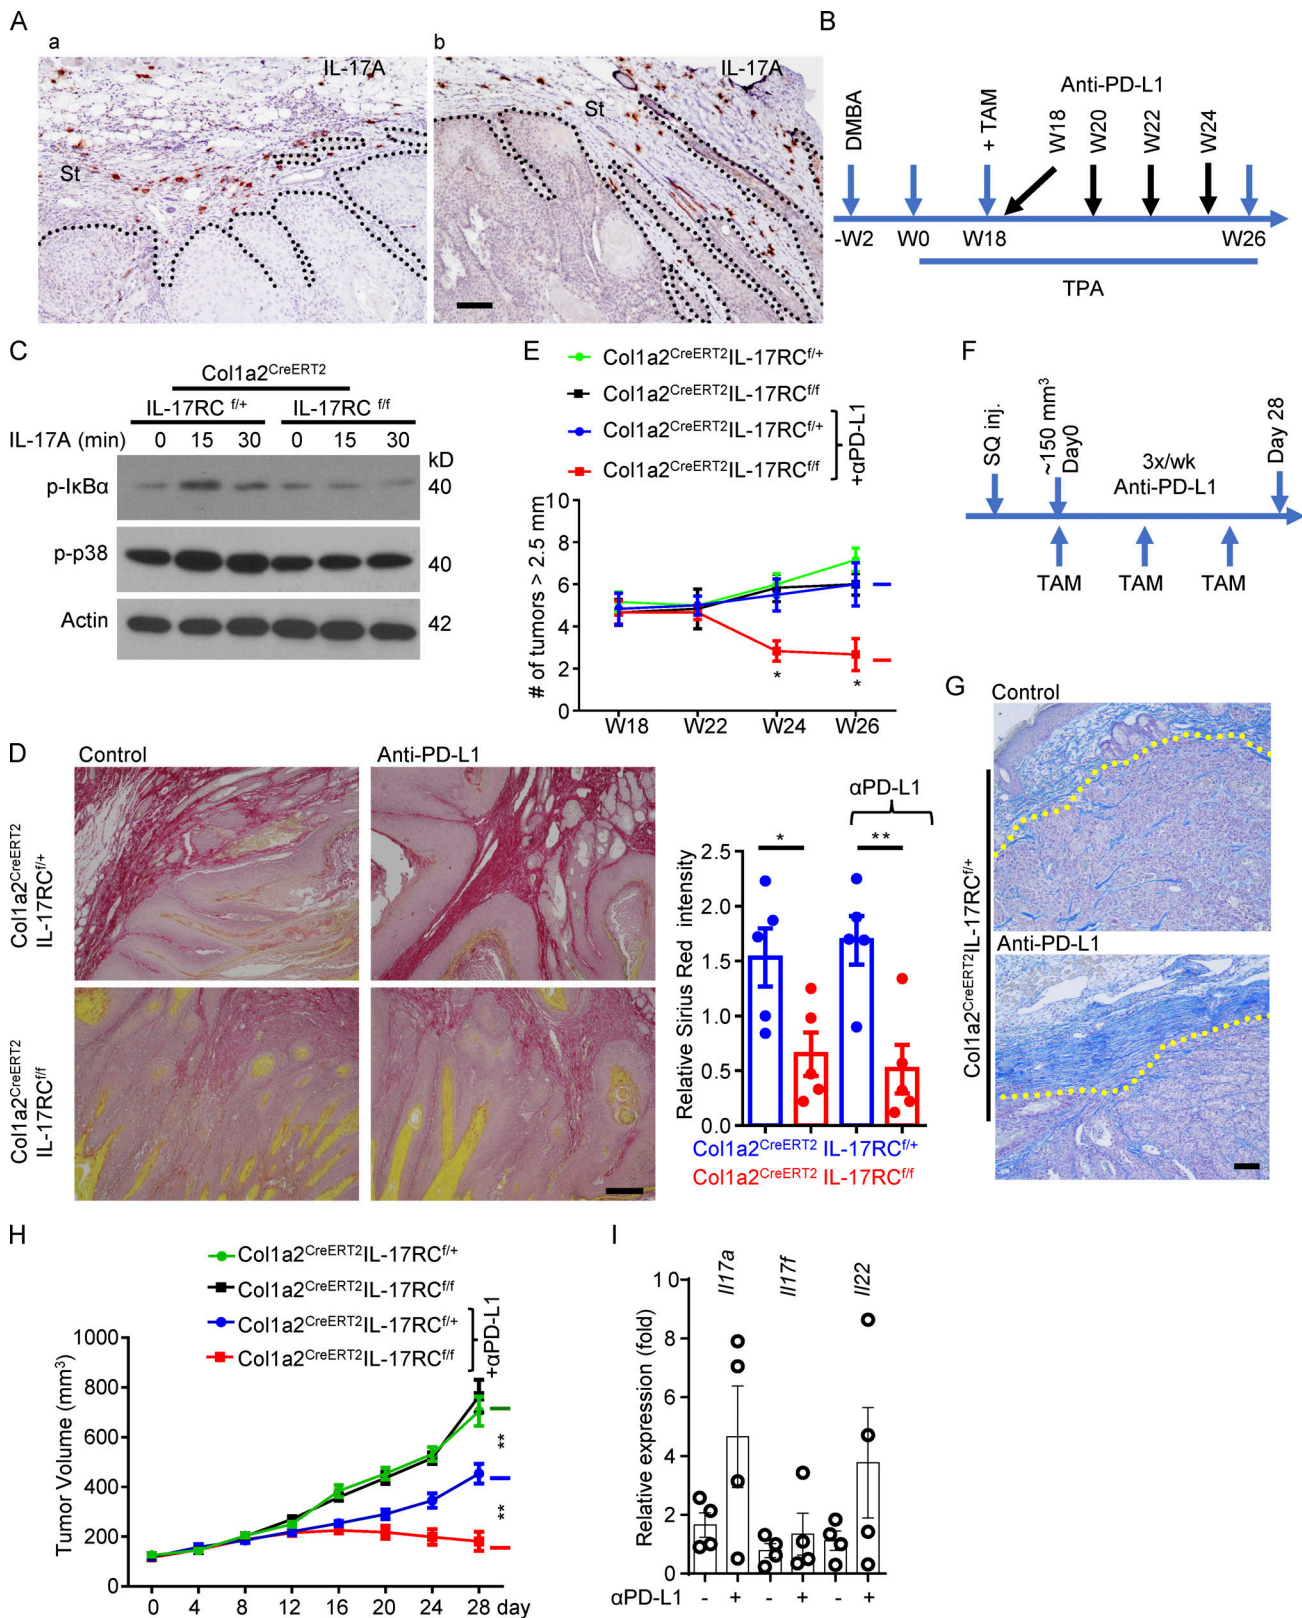 A
a
IL-17A
St
b
IL-17A
St
B
DMBA
+ TAM
Anti-PD-L1
W18
W20
W22
W24
-W2
W0
W18
W26
TPA
C
Col1a2CreERT2
IL-17RC f/+
IL-17RC f/f
IL-17A (min)
0 15 30 0 15 30
kD
p-IκBα
40
p-p38
40
Actin
42
E
Col1a2CreERT2IL-17RCf/+
Col1a2CreERT2IL-17RCf/f
Col1a2CreERT2IL-17RCf/+
Col1a2CreERT2IL-17RCf/f
+αPD-L1
# of tumors > 2.5 mm
10
8
6
4
2
0
* *
W18 W22 W24 W26
F
SQ inj.
~150 mm3
Day0
3x/wk
Anti-PD-L1
Day 28
TAM TAM TAM
D
Control
Anti-PD-L1
Col1a2CreERT2
IL-17RCf/+
Col1a2CreERT2
IL-17RCf/f
αPD-L1
* **
Relative Sirius Red intensity
2.5
2.0
1.5
1.0
0.5
0.0
Col1a2CreERT2 IL-17RCf/+
Col1a2CreERT2 IL-17RCf/f
G
Control
Anti-PD-L1
Col1a2CreERT2IL-17RCf/+
H
Col1a2CreERT2IL-17RCf/+
Col1a2CreERT2IL-17RCf/f
Col1a2CreERT2IL-17RCf/+
Col1a2CreERT2IL-17RCf/f
+αPD-L1
Tumor Volume (mm3)
1000
800
600
400
200
0
**
**
0 4 8 12 16 20 24 28 day
I
Il17a
Il17f
Il22
Relative expression (fold)
10
8
6
4
2
0
αPD-L1 - + - + - +